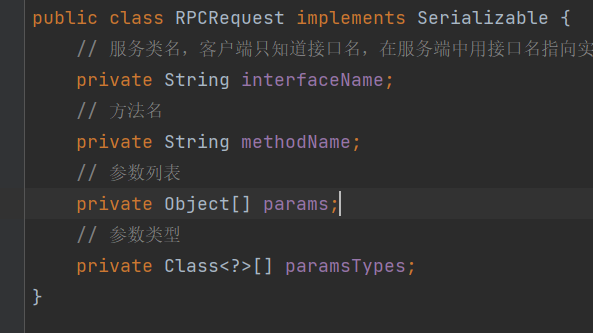 public class RPCRequest implements Serializable {
// 服务类名，客户端只知道接口名，在服务端中用接口名指向实
private String interfaceName;
// 方法名
private String methodName;
// 参数列表
private Object[] params;
// 参数类型
private Class<?>[] paramsTypes;
}